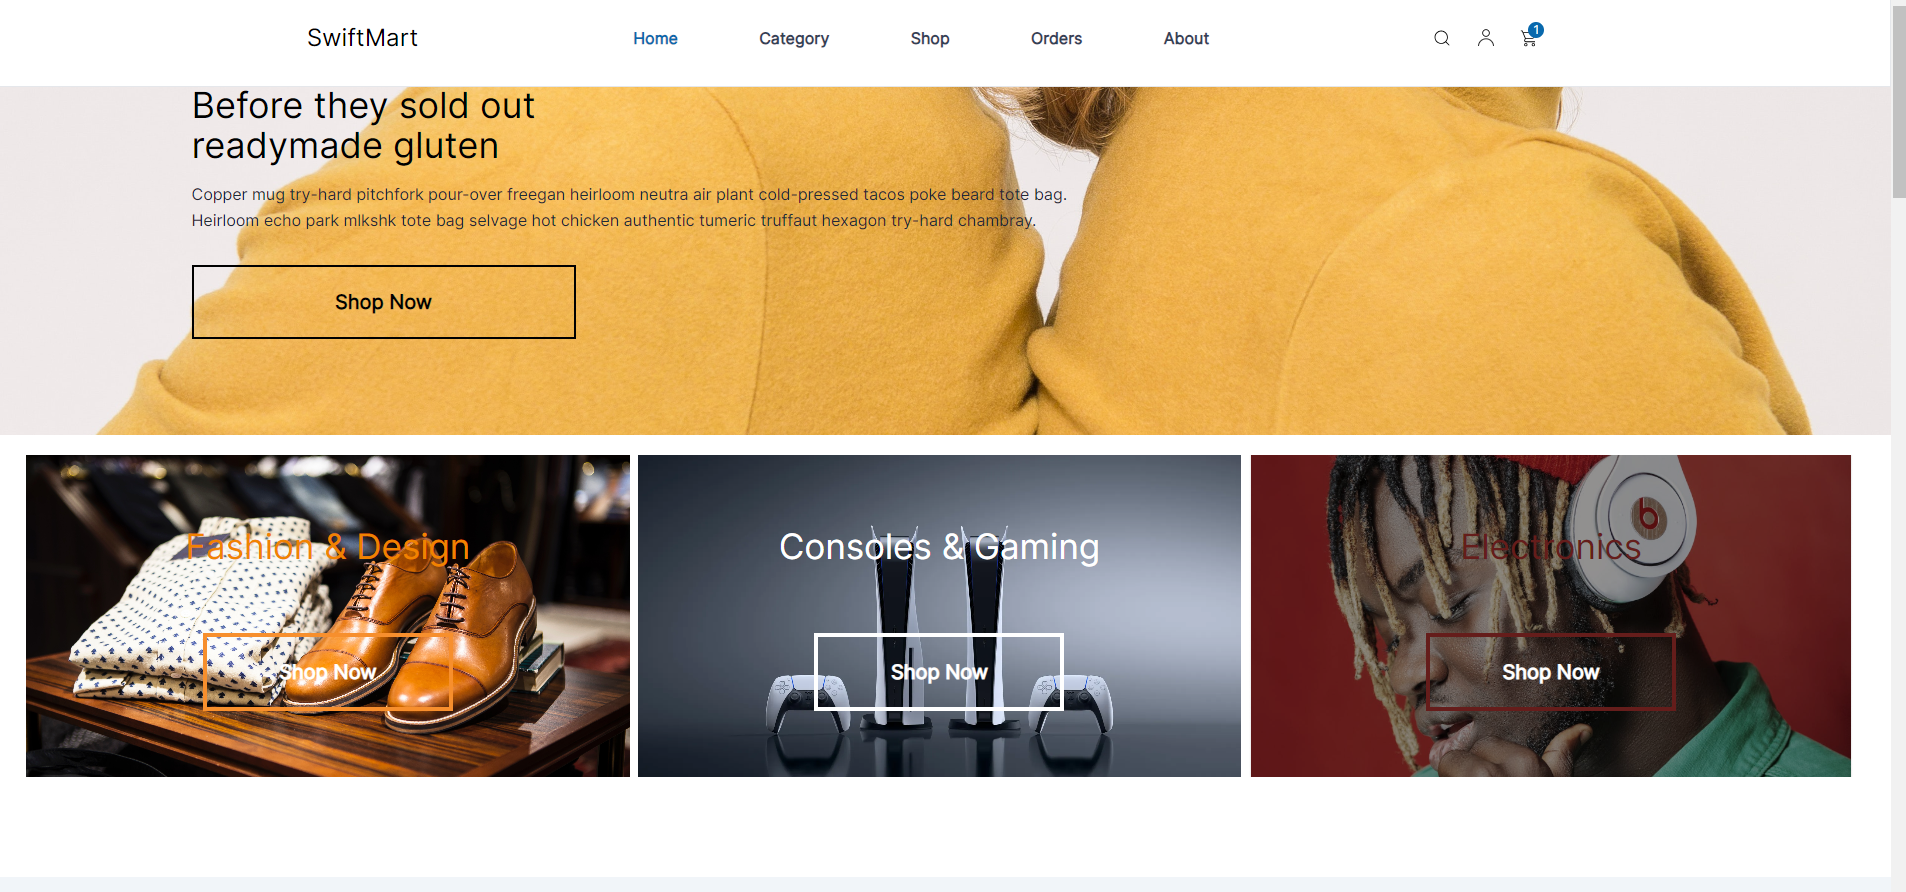 SwiftMart
Home
Category
Shop
Orders
About
1
Before they sold out
readymade gluten
Copper mug try-hard pitchfork pour-over freegan heirloom neutra air plant cold-pressed tacos poke beard tote bag.
Heirloom echo park mlkshk tote bag selvage hot chicken authentic tumeric truffaut hexagon try-hard chambray.
Shop Now
Fashion & Design
Shop Now
Consoles & Gaming
Shop Now
b
Electronics
Shop Now